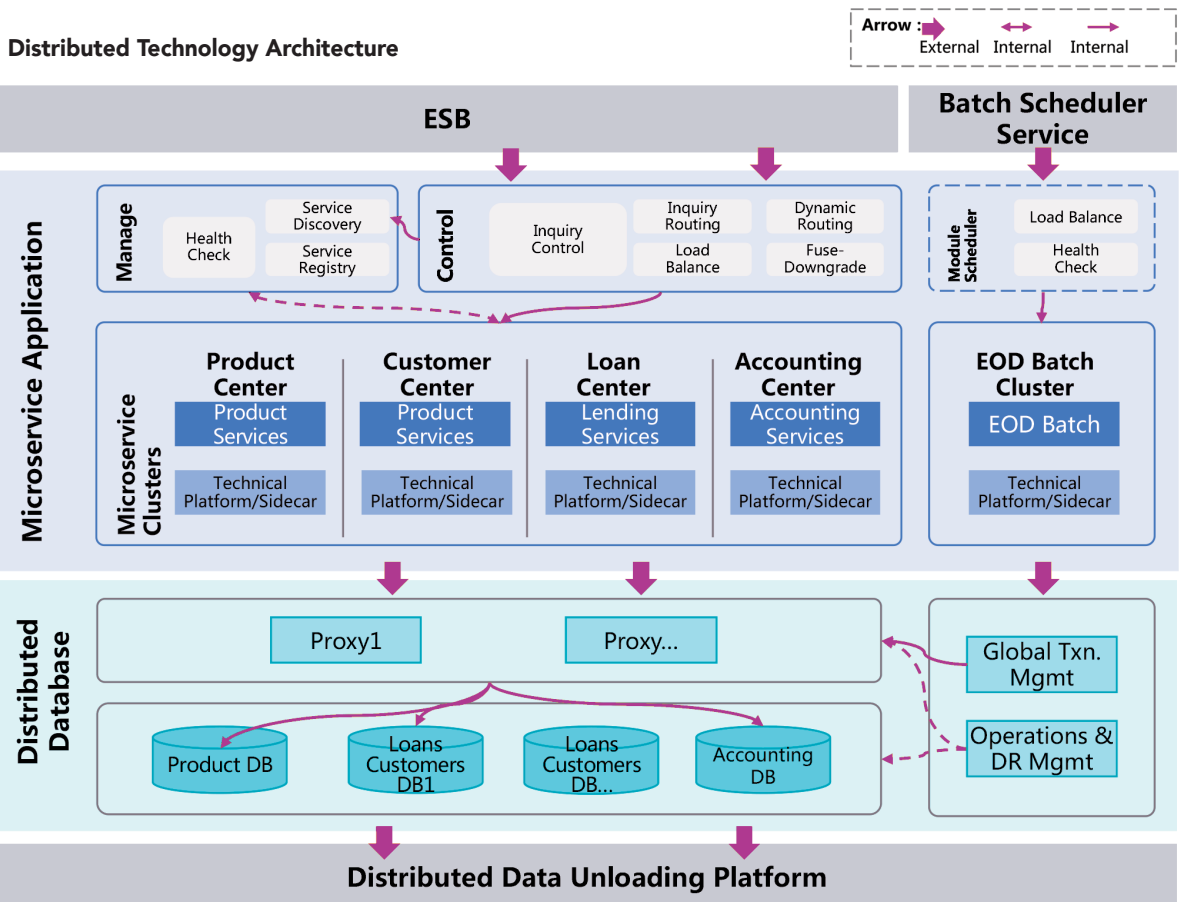 Distributed Technology Architecture
Arrow :
External
Internal
Internal
ESB
Batch Scheduler
Service
Microservice Application
Manage
Health
Check
Service
Discovery
Service
Registry
Control
Inquiry
Control
Inquiry
Routing
Dynamic
Routing
Load
Balance
Fuse-
Downgrade
Module
Scheduler
Load Balance
Health
Check
Microservice
Clusters
Product
Center
Product
Services
Technical
Platform/Sidecar
Customer
Center
Product
Services
Technical
Platform/Sidecar
Loan
Center
Lending
Services
Technical
Platform/Sidecar
Accounting
Center
Accounting
Services
Technical
Platform/Sidecar
EOD Batch
Cluster
EOD Batch
Technical
Platform/Sidecar
Distributed
Database
Proxy1
Proxy...
Global Txn.
Mgmt
Operations &
DR Mgmt
Product DB
Loans
Customers
DB1
Loans
Customers
DB...
Accounting
DB
Distributed Data Unloading Platform